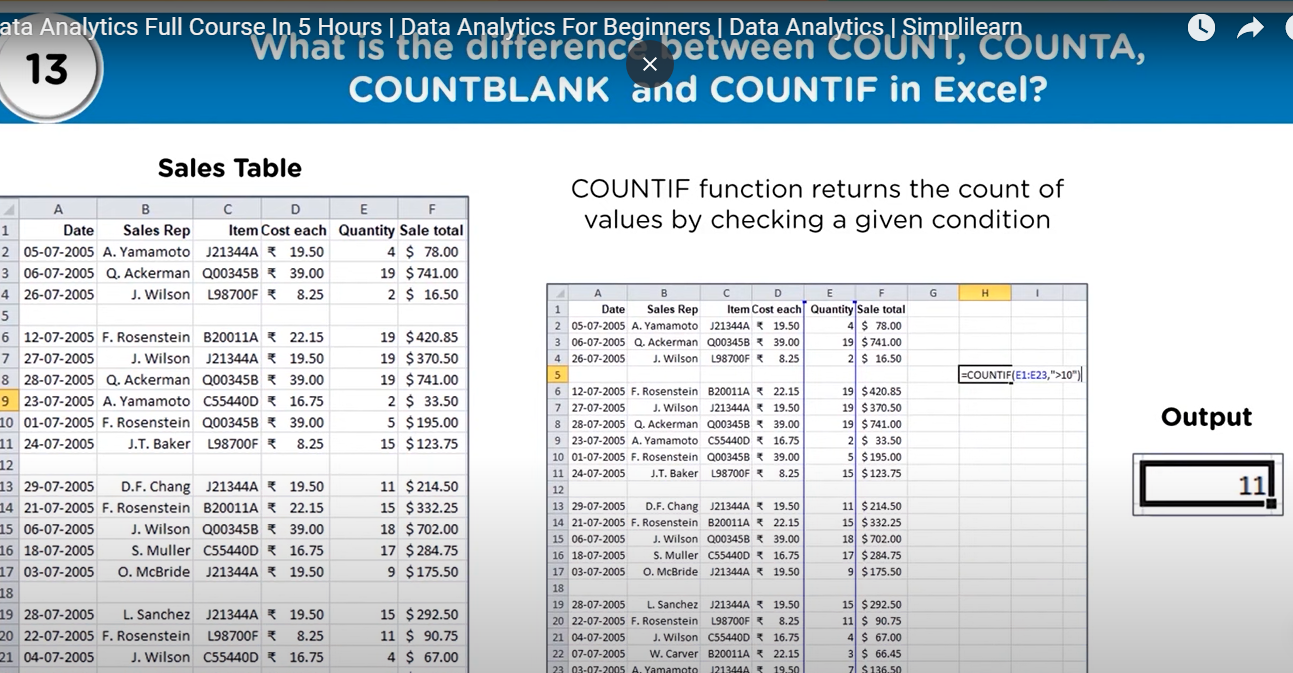 ata Analytics Full Course In 5 Hours | Data Analytics For Beginners | Data Analytics | Simplilearn
13
What is the difference between COUNT, COUNTA,
COUNTBLANK and COUNTIF in Excel?
Sales Table
A B C D E F
1 Date Sales Rep Item Cost each Quantity Sale total
2 05-07-2005 A. Yamamoto J21344A ₹ 19.50 4 $ 78.00
3 06-07-2005 Q. Ackerman Q00345B ₹ 39.00 19 $ 741.00
4 26-07-2005 J. Wilson L98700F ₹ 8.25 2 $ 16.50
5
6 12-07-2005 F. Rosenstein B20011A ₹ 22.15 19 $ 420.85
7 27-07-2005 J. Wilson J21344A ₹ 19.50 19 $ 370.50
8 28-07-2005 Q. Ackerman Q00345B ₹ 39.00 19 $ 741.00
9 23-07-2005 A. Yamamoto C55440D ₹ 16.75 2 $ 33.50
10 01-07-2005 F. Rosenstein Q00345B ₹ 39.00 5 $ 195.00
11 24-07-2005 J.T. Baker L98700F ₹ 8.25 15 $ 123.75
12
13 29-07-2005 D.F. Chang J21344A ₹ 19.50 11 $ 214.50
14 21-07-2005 F. Rosenstein B20011A ₹ 22.15 15 $ 332.25
15 06-07-2005 J. Wilson Q00345B ₹ 39.00 18 $ 702.00
16 18-07-2005 S. Muller C55440D ₹ 16.75 17 $ 284.75
17 03-07-2005 O. McBride J21344A ₹ 19.50 9 $ 175.50
18
19 28-07-2005 L. Sanchez J21344A ₹ 19.50 15 $ 292.50
20 22-07-2005 F. Rosenstein L98700F ₹ 8.25 11 $ 90.75
21 04-07-2005 J. Wilson C55440D ₹ 16.75 4 $ 67.00
COUNTIF function returns the count of
values by checking a given condition
A B C D E F G H I
1 Date Sales Rep Item Cost each Quantity Sale total
2 05-07-2005 A. Yamamoto J21344A ₹ 19.50 4 $ 78.00
3 06-07-2005 Q. Ackerman Q00345B ₹ 39.00 19 $ 741.00
4 26-07-2005 J. Wilson L98700F ₹ 8.25 2 $ 16.50
5 =COUNTIF(E1:E23,">10")
6 12-07-2005 F. Rosenstein B20011A ₹ 22.15 19 $ 420.85
7 27-07-2005 J. Wilson J21344A ₹ 19.50 19 $ 370.50
8 28-07-2005 Q. Ackerman Q00345B ₹ 39.00 19 $ 741.00
9 23-07-2005 A. Yamamoto C55440D ₹ 16.75 2 $ 33.50
10 01-07-2005 F. Rosenstein Q00345B ₹ 39.00 5 $ 195.00
11 24-07-2005 J.T. Baker L98700F ₹ 8.25 15 $ 123.75
12
13 29-07-2005 D.F. Chang J21344A ₹ 19.50 11 $ 214.50
14 21-07-2005 F. Rosenstein B20011A ₹ 22.15 15 $ 332.25
15 06-07-2005 J. Wilson Q00345B ₹ 39.00 18 $ 702.00
16 18-07-2005 S. Muller C55440D ₹ 16.75 17 $ 284.75
17 03-07-2005 O. McBride J21344A ₹ 19.50 9 $ 175.50
18
19 28-07-2005 L. Sanchez J21344A ₹ 19.50 15 $ 292.50
20 22-07-2005 F. Rosenstein L98700F ₹ 8.25 11 $ 90.75
21 04-07-2005 J. Wilson C55440D ₹ 16.75 4 $ 67.00
22 07-07-2005 W. Carver B20011A ₹ 22.15 3 $ 66.45
23 03-07-2005 A. Yamamoto J21344A ₹ 19.50 7 $ 136.50
Output
11